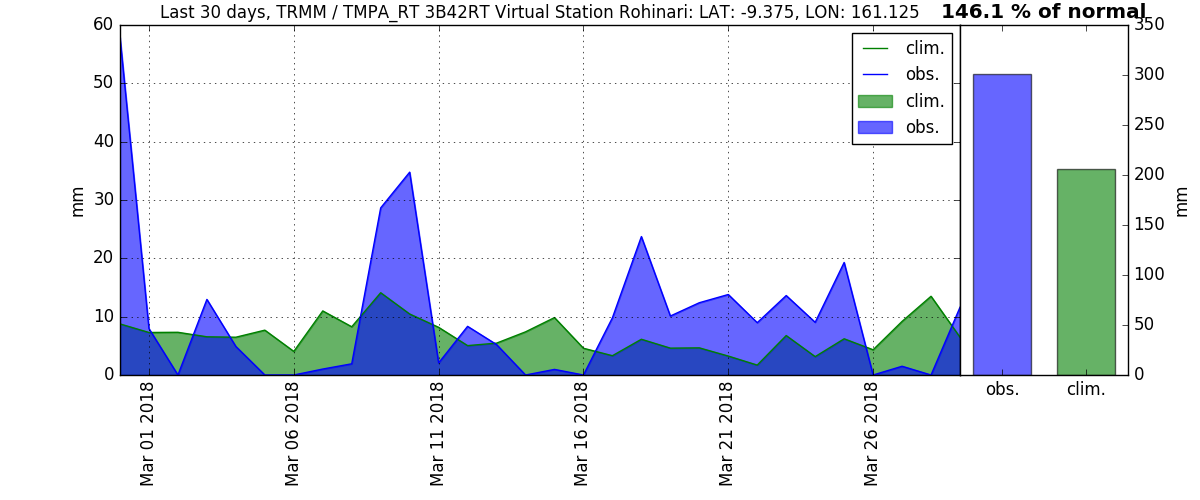 Last 30 days, TRMM / TMPA_RT 3B42RT Virtual Station Rohinari: LAT: -9.375, LON: 161.125
146.1 % of normal
60
50
40
30
20
10
0
mm
clim.
obs.
clim.
obs.
Mar 01 2018
Mar 06 2018
Mar 11 2018
Mar 16 2018
Mar 21 2018
Mar 26 2018
350
300
250
200
150
100
50
0
mm
obs.
clim.